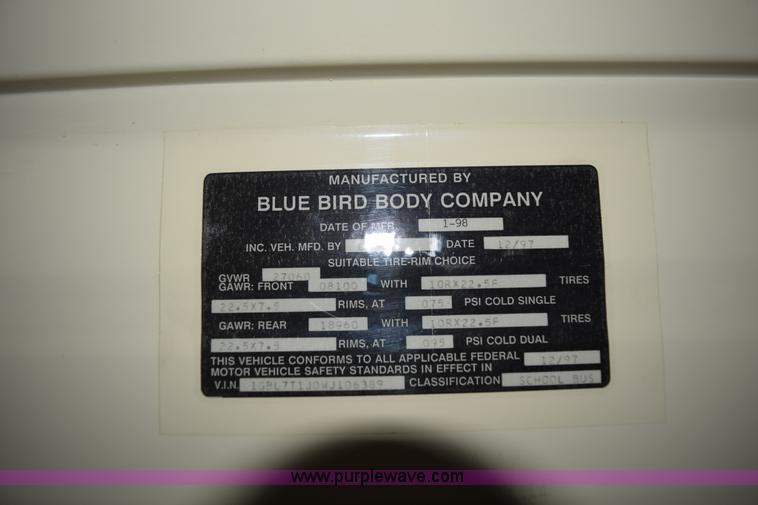 MANUFACTURED BY
BLUE BIRD BODY COMPANY
DATE OF MFR. 1-98
INC. VEH. MFD. BY DATE 12/97
SUITABLE TIRE-RIM CHOICE
GVWR 27060
GAWR: FRONT 08100 WITH 10RX22.5F TIRES
22.5X7.5 RIMS, AT 075 PSI COLD SINGLE
GAWR: REAR 18960 WITH 10RX22.5F TIRES
22.5X7.5 RIMS, AT 095 PSI COLD DUAL
THIS VEHICLE CONFORMS TO ALL APPLICABLE FEDERAL 12/97
MOTOR VEHICLE SAFETY STANDARDS IN EFFECT IN
V.I.N. 1GBL7T1J0WJ106389 CLASSIFICATION SCHOOL BUS
www.purplewave.com